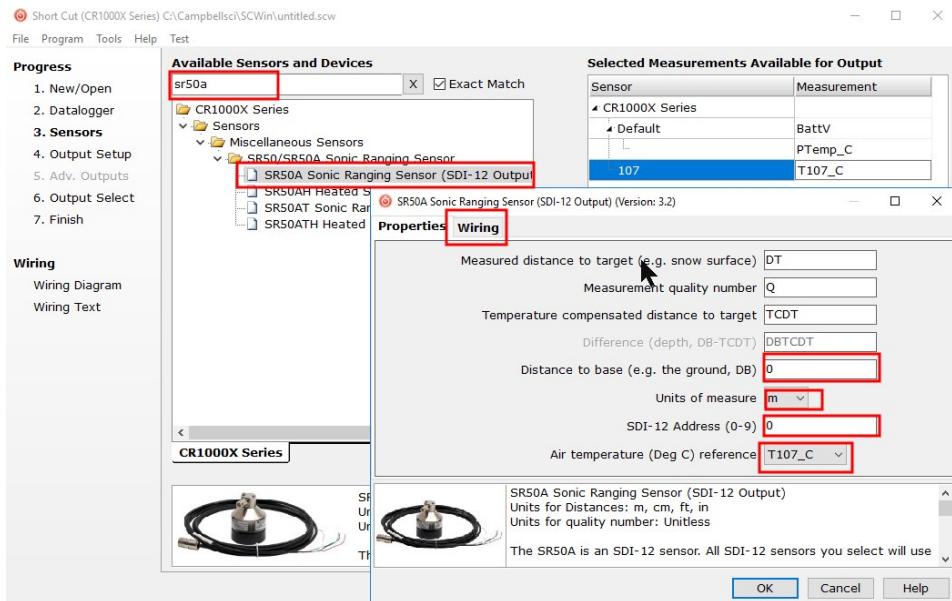 Short Cut (CR1000X Series) C:\Campbellsci\SCWin\untitled.scw
File Program Tools Help Test
Progress
1. New/Open
2. Datalogger
3. Sensors
4. Output Setup
5. Adv. Outputs
6. Output Select
7. Finish
Wiring
Wiring Diagram
Wiring Text
Available Sensors and Devices
sr50a X Exact Match
CR1000X Series
Sensors
Miscellaneous Sensors
SR50/SR50A Sonic Ranging Sensor
SR50A Sonic Ranging Sensor (SDI-12 Output
SR50AH Heated S
SR50AT Sonic Ran
SR50ATH Heated
CR1000X Series
Selected Measurements Available for Output
Sensor Measurement
CR1000X Series
Default BattV
PTemp_C
107 T107_C
SR50A Sonic Ranging Sensor (SDI-12 Output) (Version: 3.2)
Properties Wiring
Measured distance to target (e.g. snow surface) DT
Measurement quality number Q
Temperature compensated distance to target TCDT
Difference (depth, DB-TCDT) DBTCDT
Distance to base (e.g. the ground, DB) 0
Units of measure m
SDI-12 Address (0-9) 0
Air temperature (Deg C) reference T107_C
SR50A Sonic Ranging Sensor (SDI-12 Output)
Units for Distances: m, cm, ft, in
Units for quality number: Unitless
The SR50A is an SDI-12 sensor. All SDI-12 sensors you select will use
OK Cancel Help